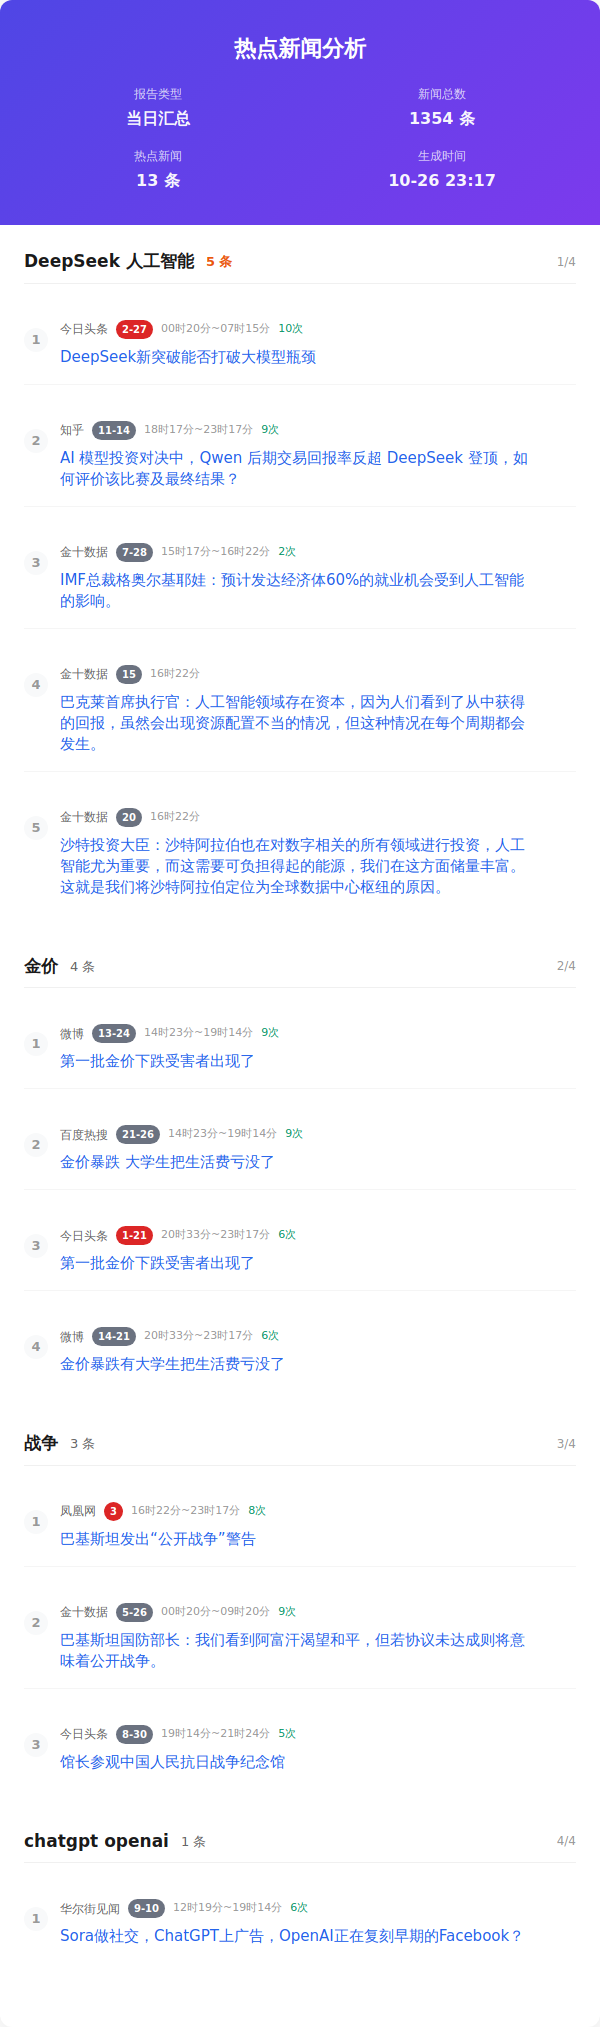 热点新闻分析
报告类型
新闻总数
当日汇总
1354 条
热点新闻
生成时间
13 条
10-26 23:17
DeepSeek 人工智能 5 条 1/4
1
今日头条 2-27 00时20分~07时15分 10次
DeepSeek新突破能否打破大模型瓶颈
2
知乎 11-14 18时17分~23时17分 9次
AI 模型投资对决中，Qwen 后期交易回报率反超 DeepSeek 登顶，如
何评价该比赛及最终结果？
3
金十数据 7-28 15时17分~16时22分 2次
IMF总裁格奥尔基耶娃：预计发达经济体60%的就业机会受到人工智能
的影响。
4
金十数据 15 16时22分
巴克莱首席执行官：人工智能领域存在资本，因为人们看到了从中获得
的回报，虽然会出现资源配置不当的情况，但这种情况在每个周期都会
发生。
5
金十数据 20 16时22分
沙特投资大臣：沙特阿拉伯也在对数字相关的所有领域进行投资，人工
智能尤为重要，而这需要可负担得起的能源，我们在这方面储量丰富。
这就是我们将沙特阿拉伯定位为全球数据中心枢纽的原因。
金价 4 条 2/4
1
微博 13-24 14时23分~19时14分 9次
第一批金价下跌受害者出现了
2
百度热搜 21-26 14时23分~19时14分 9次
金价暴跌 大学生把生活费亏没了
3
今日头条 1-21 20时33分~23时17分 6次
第一批金价下跌受害者出现了
4
微博 14-21 20时33分~23时17分 6次
金价暴跌有大学生把生活费亏没了
战争 3 条 3/4
1
凤凰网 3 16时22分~23时17分 8次
巴基斯坦发出“公开战争”警告
2
金十数据 5-26 00时20分~09时20分 9次
巴基斯坦国防部长：我们看到阿富汗渴望和平，但若协议未达成则将意
味着公开战争。
3
今日头条 8-30 19时14分~21时24分 5次
馆长参观中国人民抗日战争纪念馆
chatgpt openai 1 条 4/4
1
华尔街见闻 9-10 12时19分~19时14分 6次
Sora做社交，ChatGPT上广告，OpenAI正在复刻早期的Facebook？